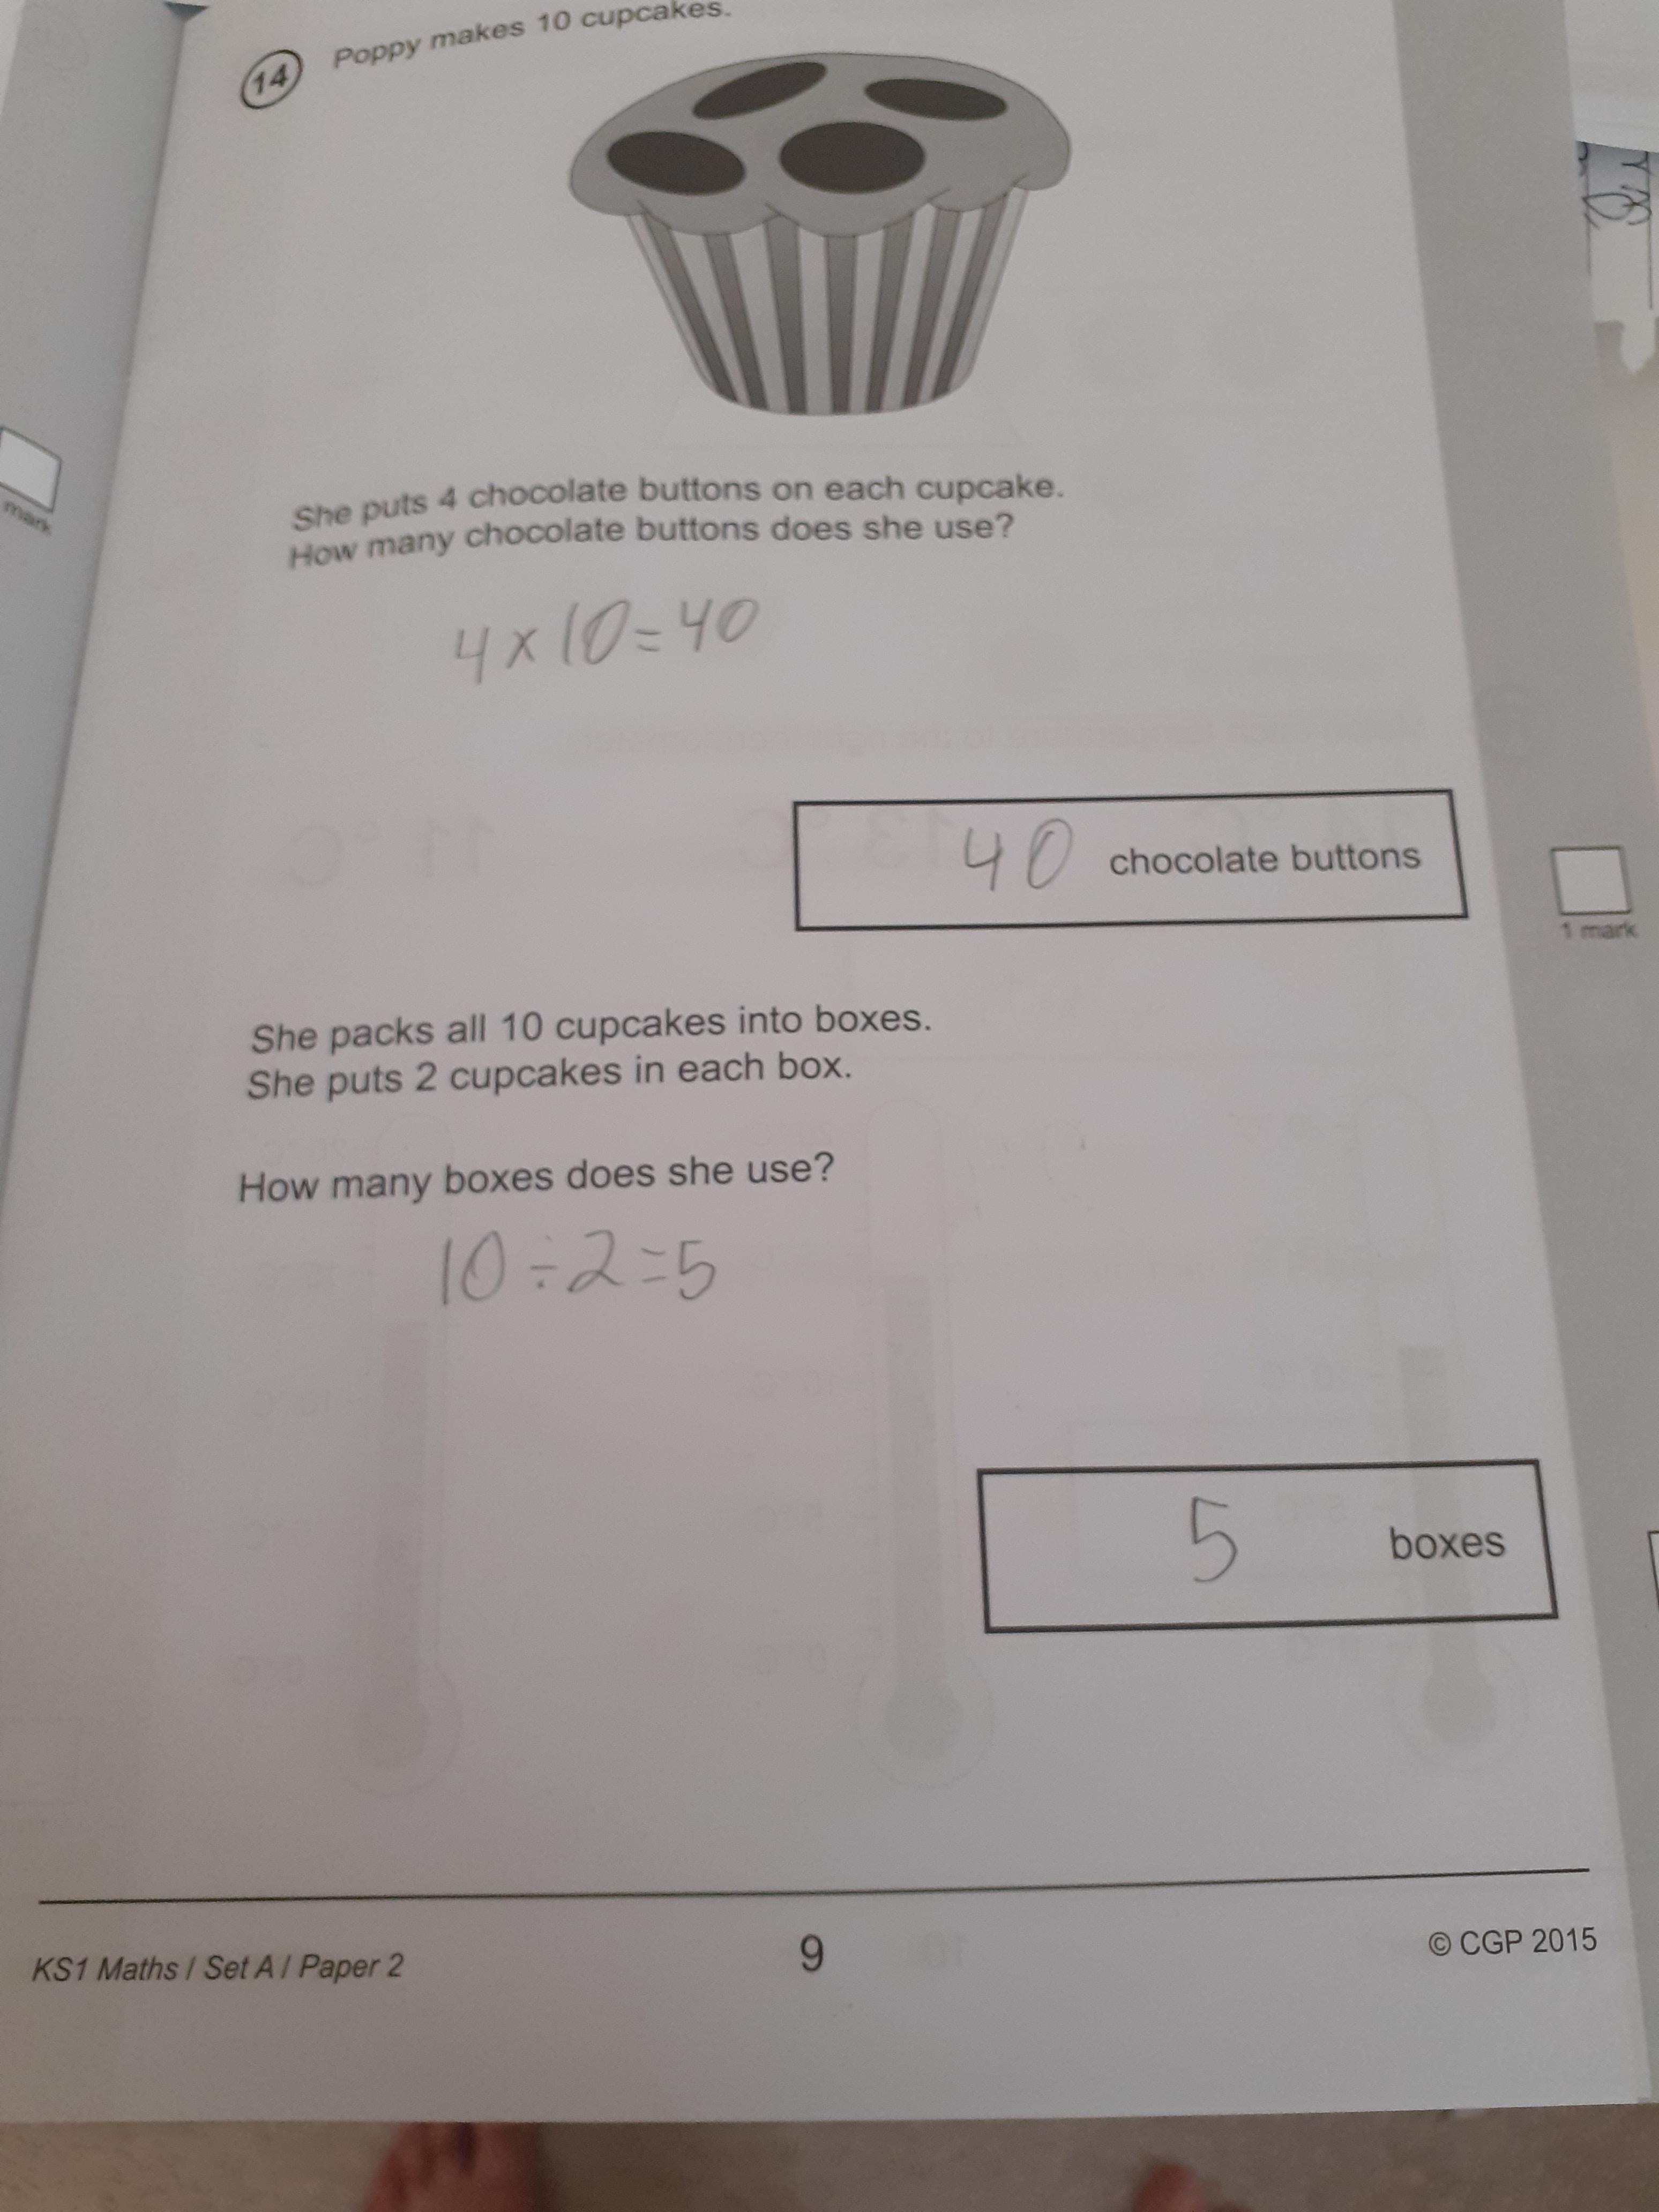 14 Poppy makes 10 cupcakes.
She puts 4 chocolate buttons on each cupcake.
How many chocolate buttons does she use?
4 x 10 = 40
40 chocolate buttons
mark
1 mark
She packs all 10 cupcakes into boxes.
She puts 2 cupcakes in each box.
How many boxes does she use?
10 ÷ 2 = 5
5 boxes
KS1 Maths / Set A / Paper 2
9
© CGP 2015